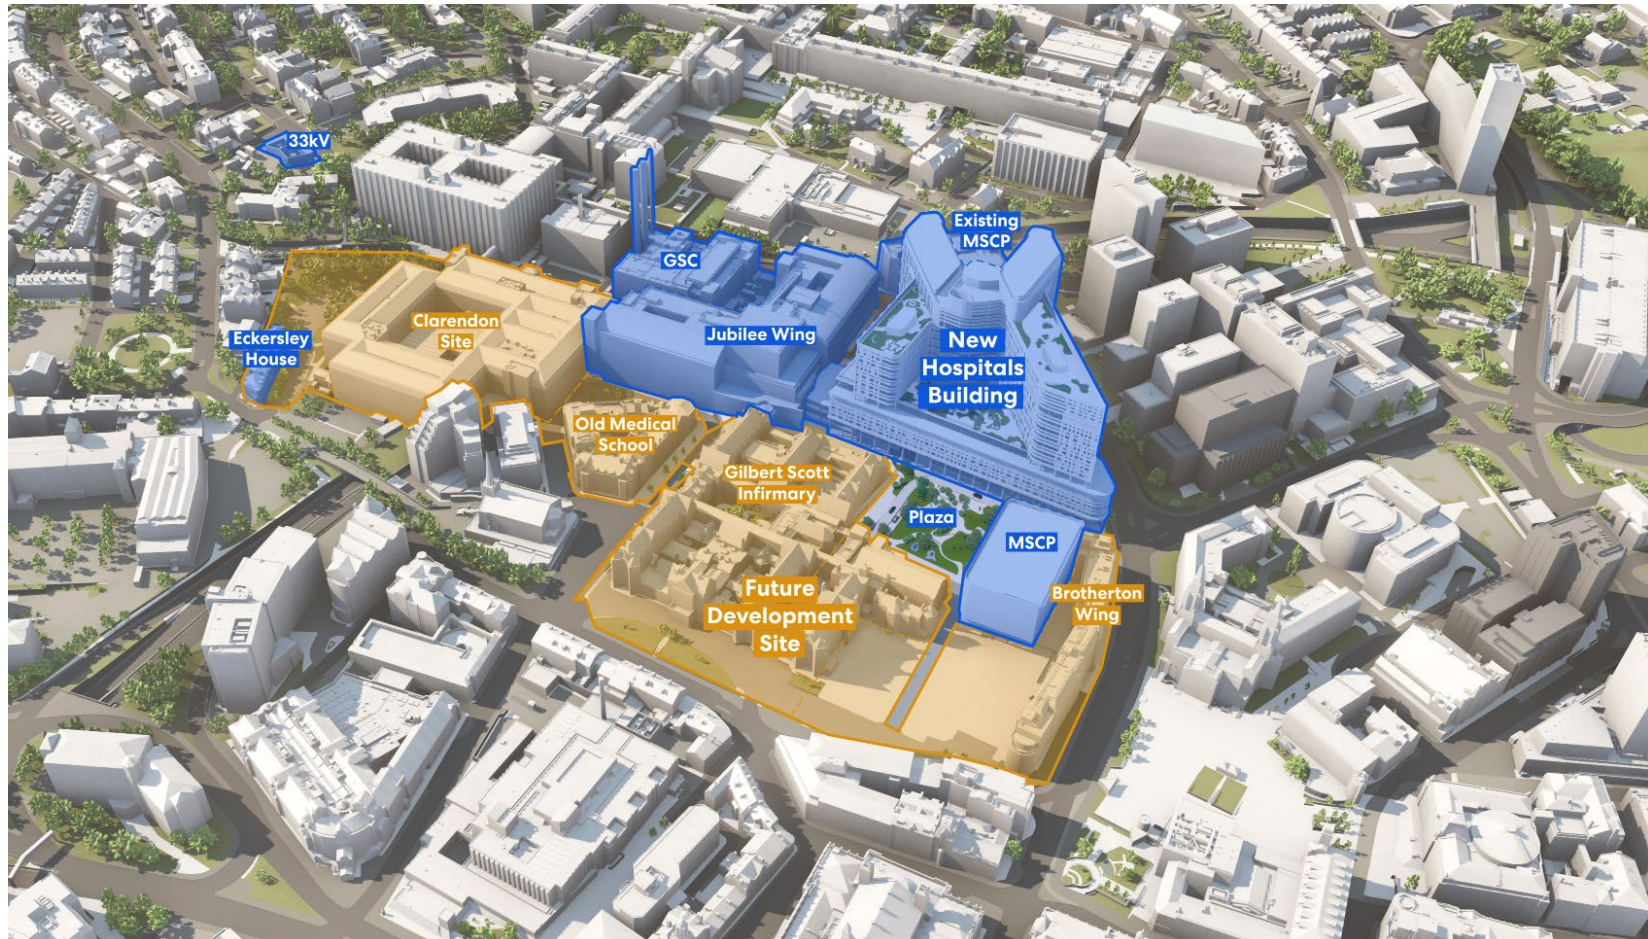 33kV
Existing
MSCP
GSC
Clarendon
Site
Jubilee Wing
Eckersley
House
New
Hospitals
Building
Old Medical
School
Gilbert Scott
Infirmary
Plaza
MSCP
Future
Development
Site
Brotherton
Wing